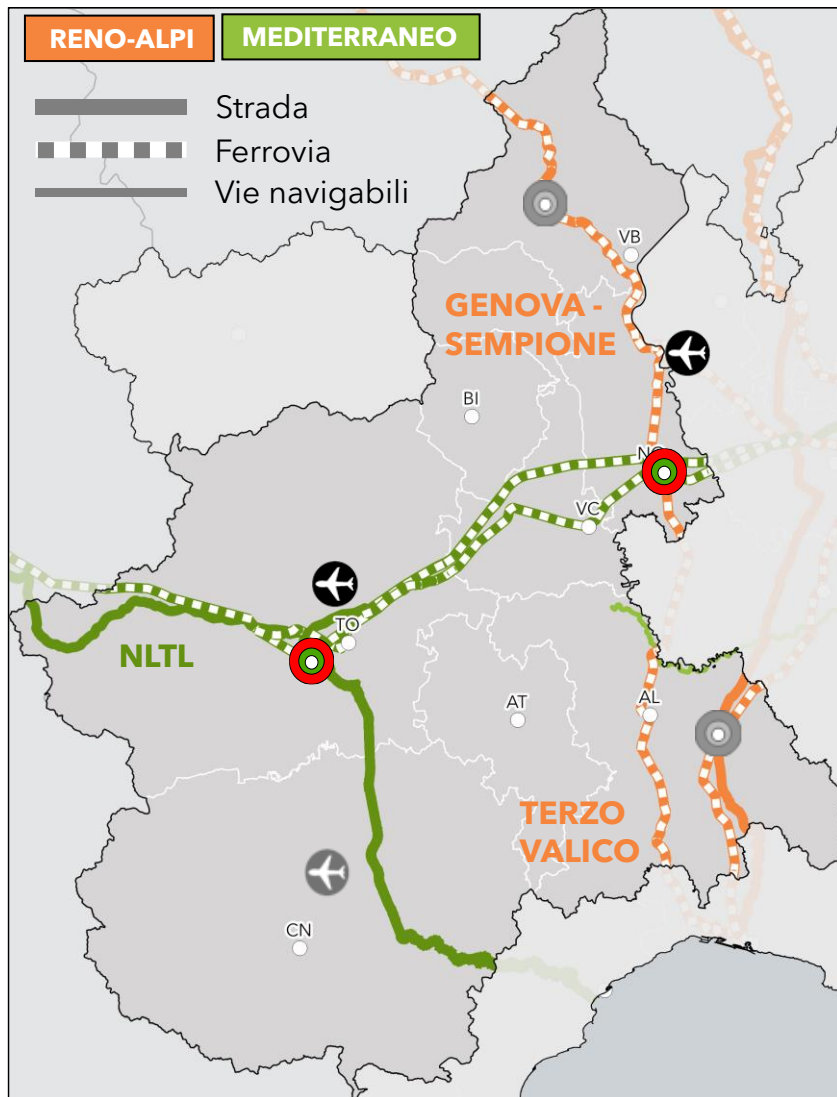 RENO-ALPI
MEDITERRANEO
Strada
Ferrovia
Vie navigabili
VB
GENOVA -
SEMPIONE
BI
VC
TO
NLTL
AT
AL
TERZO
VALICO
CN